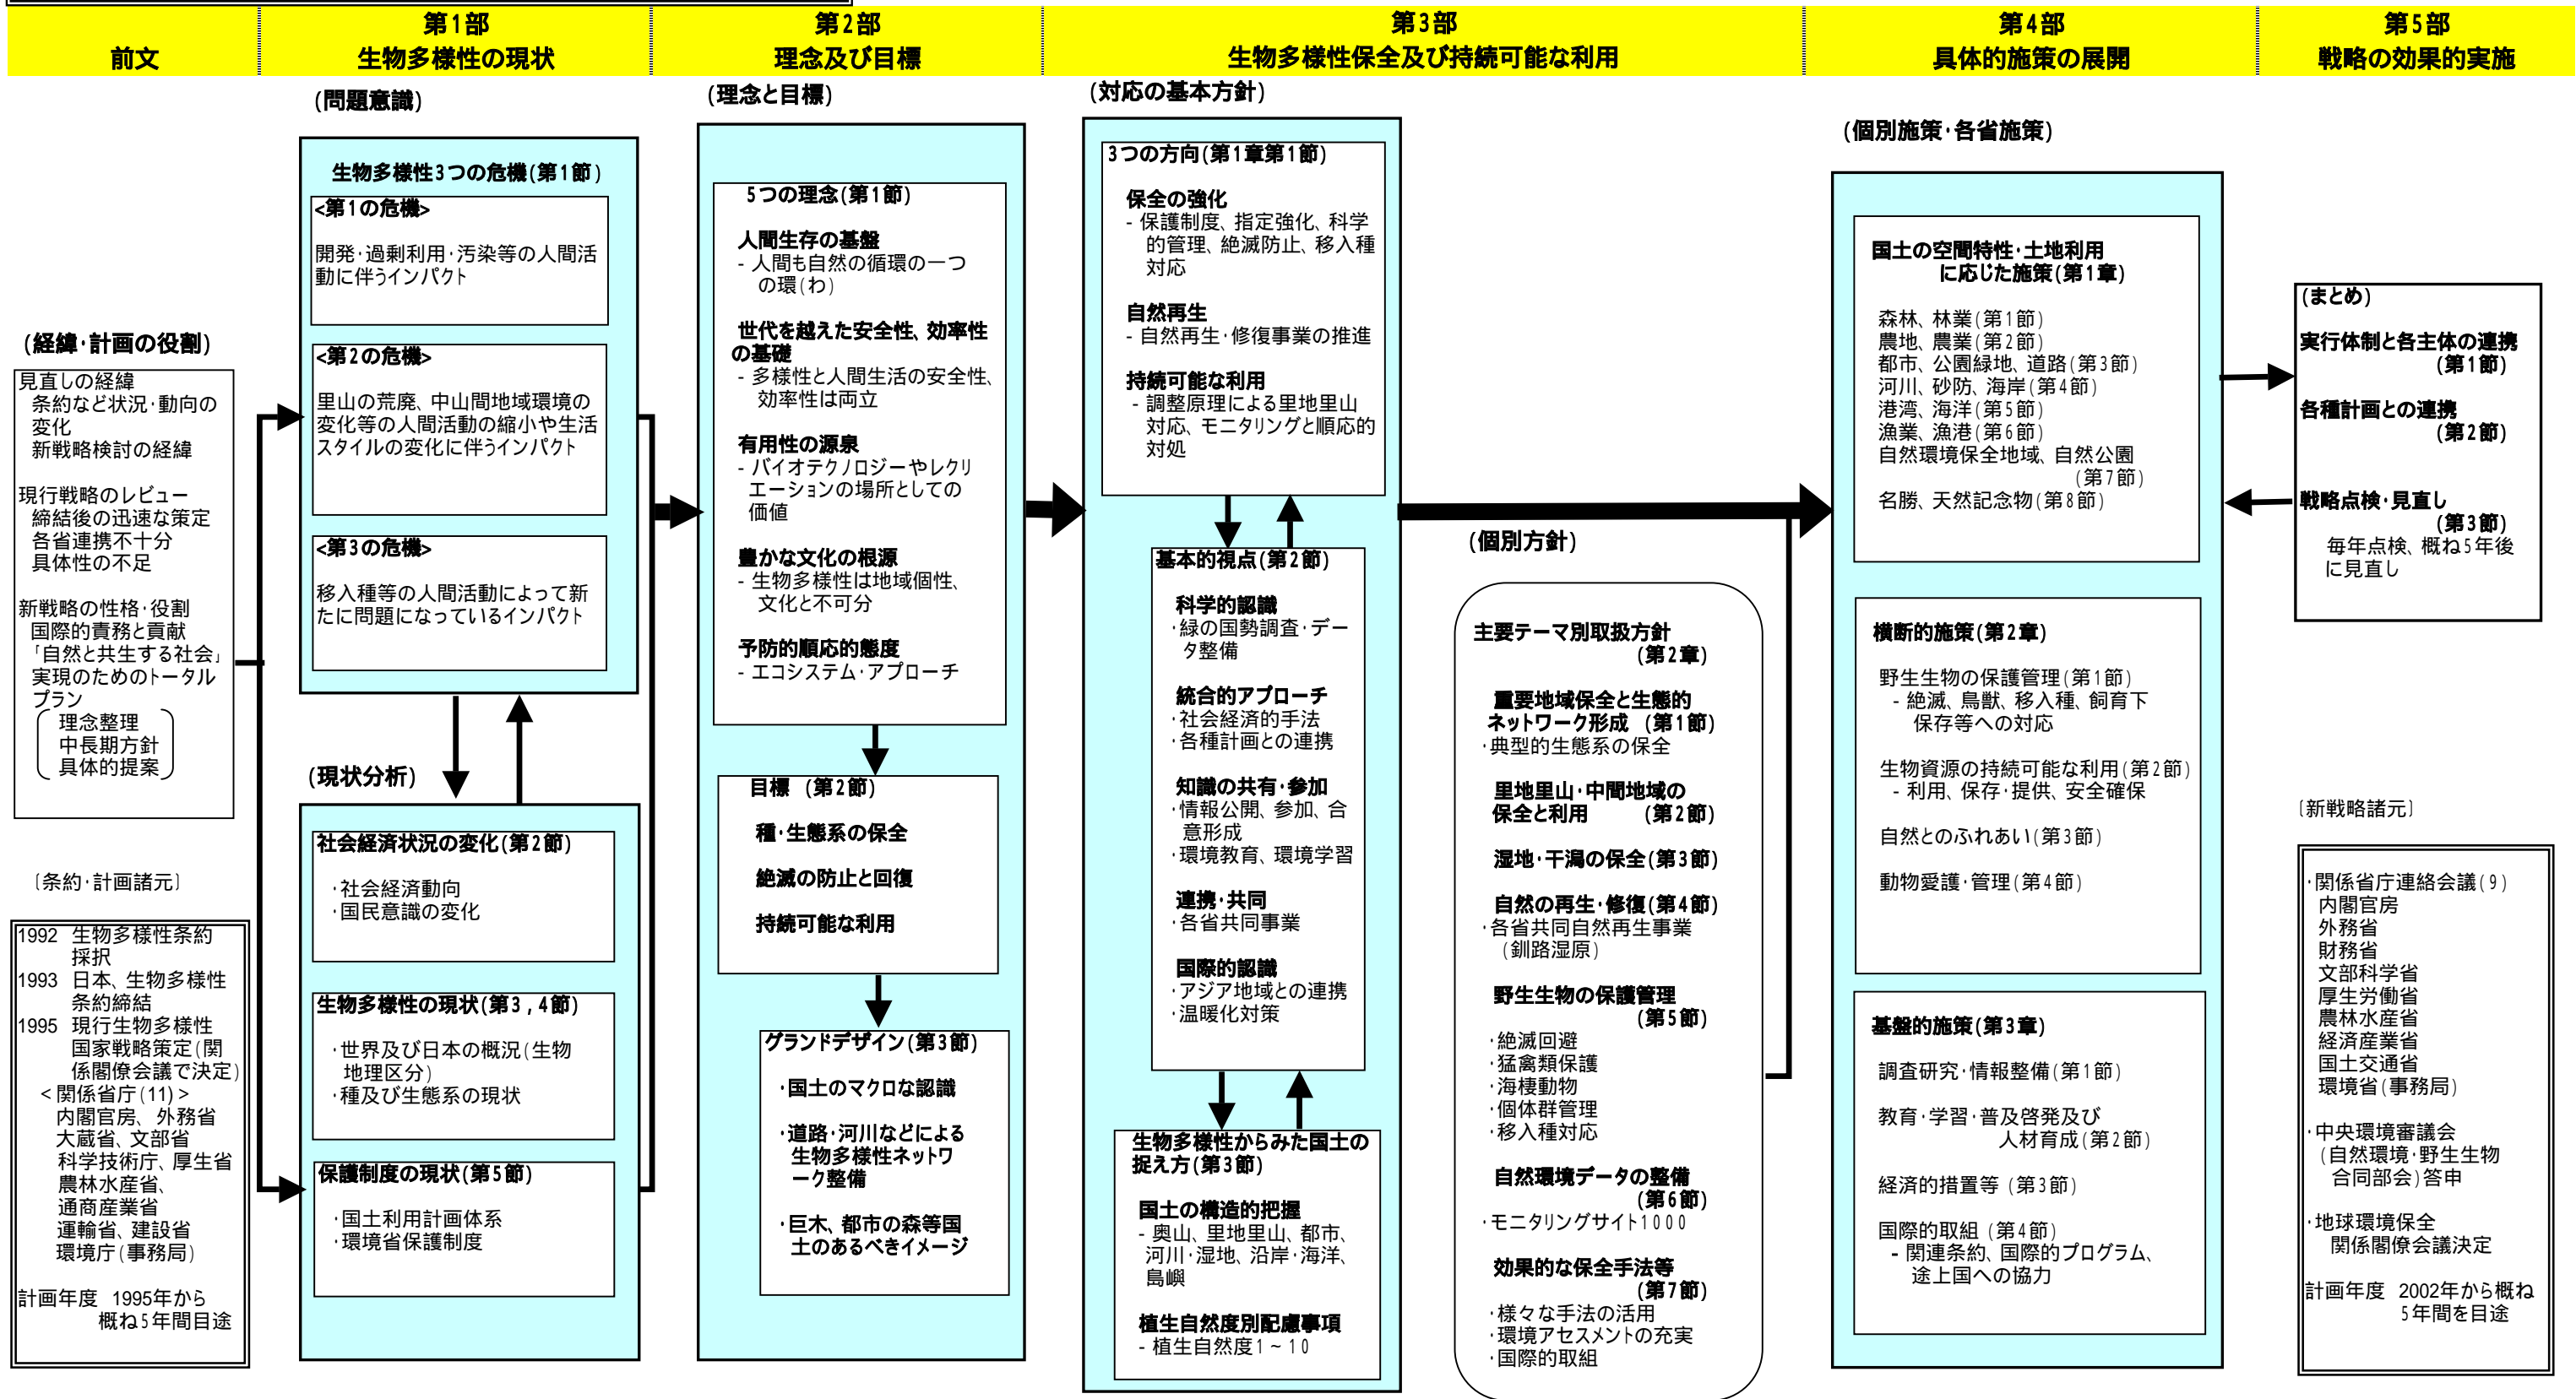 前文
第1部
生物多様性の現状
第2部
理念及び目標
第3部
生物多様性保全及び持続可能な利用
第4部
具体的施策の展開
第5部
戦略の効果的実施
(経緯・計画の役割)
見直しの経緯
条約など状況・動向の
変化
新戦略検討の経緯
現行戦略のレビュー
締結後の迅速な策定
各省連携不十分
具体性の不足
新戦略の性格・役割
国際的責務と貢献
「自然と共生する社会」
実現のためのトータル
プラン
理念整理
中長期方針
具体的提案
〔条約・計画諸元〕
1992 生物多様性条約
採択
1993 日本、生物多様性
条約締結
1995 現行生物多様性
国家戦略策定(関
係閣僚会議で決定)
<関係省庁(11)>
内閣官房、外務省
大蔵省、文部省
科学技術庁、厚生省
農林水産省、
通商産業省
運輸省、建設省
環境庁(事務局)
計画年度 1995年から
概ね5年間目途
(問題意識)
生物多様性3つの危機(第1節)
<第1の危機>
開発・過剰利用・汚染等の人間活
動に伴うインパクト
<第2の危機>
里山の荒廃、中山間地域環境の
変化等の人間活動の縮小や生活
スタイルの変化に伴うインパクト
<第3の危機>
移入種等の人間活動によって新
たに問題になっているインパクト
(現状分析)
社会経済状況の変化(第2節)
・社会経済動向
・国民意識の変化
生物多様性の現状(第3,4節)
・世界及び日本の概況(生物
地理区分)
・種及び生態系の現状
保護制度の現状(第5節)
・国土利用計画体系
・環境省保護制度
(理念と目標)
5つの理念(第1節)
人間生存の基盤
- 人間も自然の循環の一つ
の環(わ)
世代を越えた安全性、効率性
の基礎
- 多様性と人間生活の安全性、
効率性は両立
有用性の源泉
- バイオテクノロジーやレクリ
エーションの場所としての
価値
豊かな文化の根源
- 生物多様性は地域個性、
文化と不可分
予防的順応的態度
- エコシステム・アプローチ
目標 (第2節)
種・生態系の保全
絶滅の防止と回復
持続可能な利用
グランドデザイン(第3節)
・国土のマクロな認識
・道路・河川などによる
生物多様性ネットワ
ーク整備
・巨木、都市の森等国
土のあるべきイメージ
(対応の基本方針)
3つの方向(第1章第1節)
保全の強化
- 保護制度、指定強化、科学
的管理、絶滅防止、移入種
対応
自然再生
- 自然再生・修復事業の推進
持続可能な利用
- 調整原理による里地里山
対応、モニタリングと順応的
対処
基本的視点(第2節)
科学的認識
・緑の国勢調査・デー
タ整備
統合的アプローチ
・社会経済的手法
・各種計画との連携
知識の共有・参加
・情報公開、参加、合
意形成
・環境教育、環境学習
連携・共同
・各省共同事業
国際的認識
・アジア地域との連携
・温暖化対策
生物多様性からみた国土の
捉え方(第3節)
国土の構造的把握
- 奥山、里地里山、都市、
河川・湿地、沿岸・海洋、
島嶼
植生自然度別配慮事項
- 植生自然度1~10
(個別方針)
主要テーマ別取扱方針
(第2章)
重要地域保全と生態的
ネットワーク形成 (第1節)
・典型的生態系の保全
里地里山・中間地域の
保全と利用 (第2節)
湿地・干潟の保全(第3節)
自然の再生・修復(第4節)
・各省共同自然再生事業
(釧路湿原)
野生生物の保護管理
(第5節)
・絶滅回避
・猛禽類保護
・海棲動物
・個体群管理
・移入種対応
自然環境データの整備
(第6節)
・モニタリングサイト1000
効果的な保全手法等
(第7節)
・様々な手法の活用
・環境アセスメントの充実
・国際的取組
(個別施策・各省施策)
国土の空間特性・土地利用
に応じた施策(第1章)
森林、林業(第1節)
農地、農業(第2節)
都市、公園緑地、道路(第3節)
河川、砂防、海岸(第4節)
港湾、海洋(第5節)
漁業、漁港(第6節)
自然環境保全地域、自然公園
(第7節)
名勝、天然記念物(第8節)
横断的施策(第2章)
野生生物の保護管理(第1節)
- 絶滅、鳥獣、移入種、飼育下
保存等への対応
生物資源の持続可能な利用(第2節)
- 利用、保存・提供、安全確保
自然とのふれあい(第3節)
動物愛護・管理(第4節)
基盤的施策(第3章)
調査研究・情報整備(第1節)
教育・学習・普及啓発及び
人材育成(第2節)
経済的措置等 (第3節)
国際的取組 (第4節)
- 関連条約、国際的プログラム、
途上国への協力
(まとめ)
実行体制と各主体の連携
(第1節)
各種計画との連携
(第2節)
戦略点検・見直し
(第3節)
毎年点検、概ね5年後
に見直し
〔新戦略諸元〕
・関係省庁連絡会議(9)
内閣官房
外務省
財務省
文部科学省
厚生労働省
農林水産省
経済産業省
国土交通省
環境省(事務局)
・中央環境審議会
(自然環境・野生生物
合同部会)答申
・地球環境保全
関係閣僚会議決定
計画年度 2002年から概ね
5年間を目途